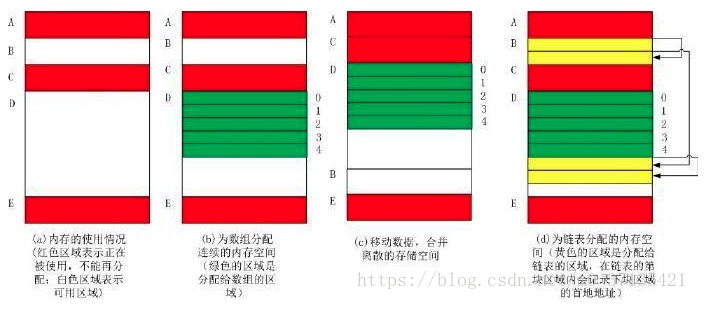 A
B
C
D
E
A
B
C
D
0
1
2
3
4
E
A
C
D
0
1
2
3
4
B
E
A
B
C
D
0
1
2
3
4
E
(a)内存的使用情况
(红色区域表示正在
被使用，不能再分
配；白色区域表示
可用区域)
(b)为数组分配
连续的内存空间
(绿色的区域是
分配给数组的区
域)
(c)移动数据，合并
离散的存储空间
(d)为链表分配的内存空
间（黄色的区域是分配给
链表的区域，在链表的第
块区域内会记录下块区域
的首地地址）
https://blog.csdn.
421